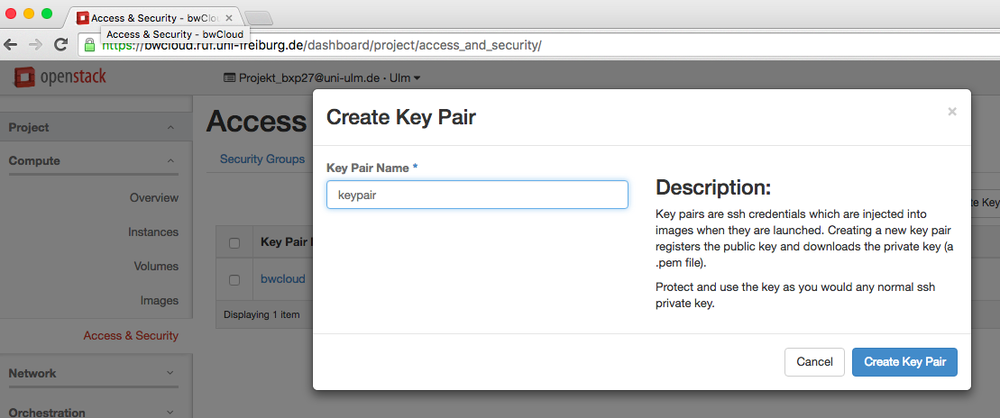 Access & Security - bwClou
Access & Security - bwCloud
https://bwcloud.ruf.uni-freiburg.de/dashboard/project/access_and_security/
openstack
Projekt_bxp27@uni-ulm.de · Ulm
Project
Compute
Overview
Instances
Volumes
Images
Access & Security
Network
Orchestration
Access
Security Groups
te Key
Key Pair
bwcloud
Displaying 1 item
Create Key Pair
×
Key Pair Name *
keypair
Description:
Key pairs are ssh credentials which are injected into
images when they are launched. Creating a new key pair
registers the public key and downloads the private key (a
.pem file).
Protect and use the key as you would any normal ssh
private key.
Cancel
Create Key Pair